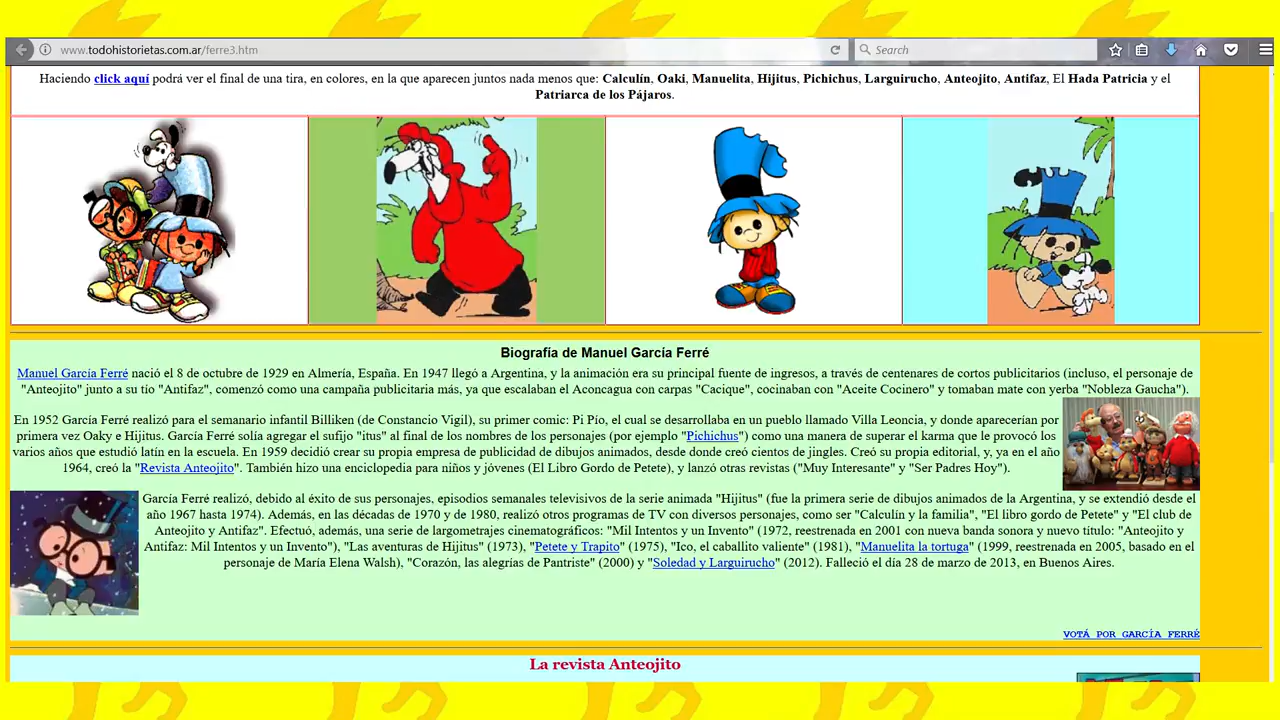 www.todohistorietas.com.ar/ferre3.htm
Search
Haciendo click aquí podrá ver el final de una tira, en colores, en la que aparecen juntos nada menos que: Calculín, Oaki, Manuelita, Hijitus, Pichichus, Larguirucho, Anteojito, Antifaz, El Hada Patricia y el
Patriarca de los Pájaros.
Biografía de Manuel García Ferré
Manuel García Ferré nació el 8 de octubre de 1929 en Almería, España. En 1947 llegó a Argentina, y la animación era su principal fuente de ingresos, a través de centenares de cortos publicitarios (incluso, el personaje de
"Anteojito" junto a su tío "Antifaz", comenzó como una campaña publicitaria más, ya que escalaban el Aconcagua con carpas "Cacique", cocinaban con "Aceite Cocinero" y tomaban mate con yerba "Nobleza Gaucha").
En 1952 García Ferré realizó para el semanario infantil Billiken (de Constancio Vigil), su primer comic: Pi Pío, el cual se desarrollaba en un pueblo llamado Villa Leoncia, y donde aparecerían por
primera vez Oaky e Hijitus. García Ferré solía agregar el sufijo "itus" al final de los nombres de los personajes (por ejemplo "Pichichus") como una manera de superar el karma que le provocó los
varios años que estudió latín en la escuela. En 1959 decidió crear su propia empresa de publicidad de dibujos animados, desde donde creó cientos de jingles. Creó su propia editorial, y, ya en el año
1964, creó la "Revista Anteojito". También hizo una enciclopedia para niños y jóvenes (El Libro Gordo de Petete), y lanzó otras revistas ("Muy Interesante" y "Ser Padres Hoy").
García Ferré realizó, debido al éxito de sus personajes, episodios semanales televisivos de la serie animada "Hijitus" (fue la primera serie de dibujos animados de la Argentina, y se extendió desde el
año 1967 hasta 1974). Además, en las décadas de 1970 y de 1980, realizó otros programas de TV con diversos personajes, como ser "Calculín y la familia", "El libro gordo de Petete" y "El club de
Anteojito y Antifaz". Efectuó, además, una serie de largometrajes cinematográficos: "Mil Intentos y un Invento" (1972, reestrenada en 2001 con nueva banda sonora y nuevo título: "Anteojito y
Antifaz: Mil Intentos y un Invento"), "Las aventuras de Hijitus" (1973), "Petete y Trapito" (1975), "Ico, el caballito valiente" (1981), "Manuelita la tortuga" (1999, reestrenada en 2005, basado en el
personaje de María Elena Walsh), "Corazón, las alegrías de Pantriste" (2000) y "Soledad y Larguirucho" (2012). Falleció el día 28 de marzo de 2013, en Buenos Aires.
VOTÁ POR GARCÍA FERRÉ
La revista Anteojito